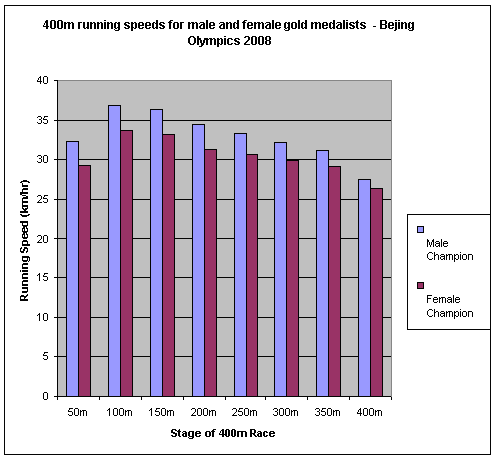 400m running speeds for male and female gold medalists - Bejing
Olympics 2008
40
35
30
25
20
15
10
5
0
Running Speed (km/hr)
50m 100m 150m 200m 250m 300m 350m 400m
Stage of 400m Race
Male
Champion
Female
Champion